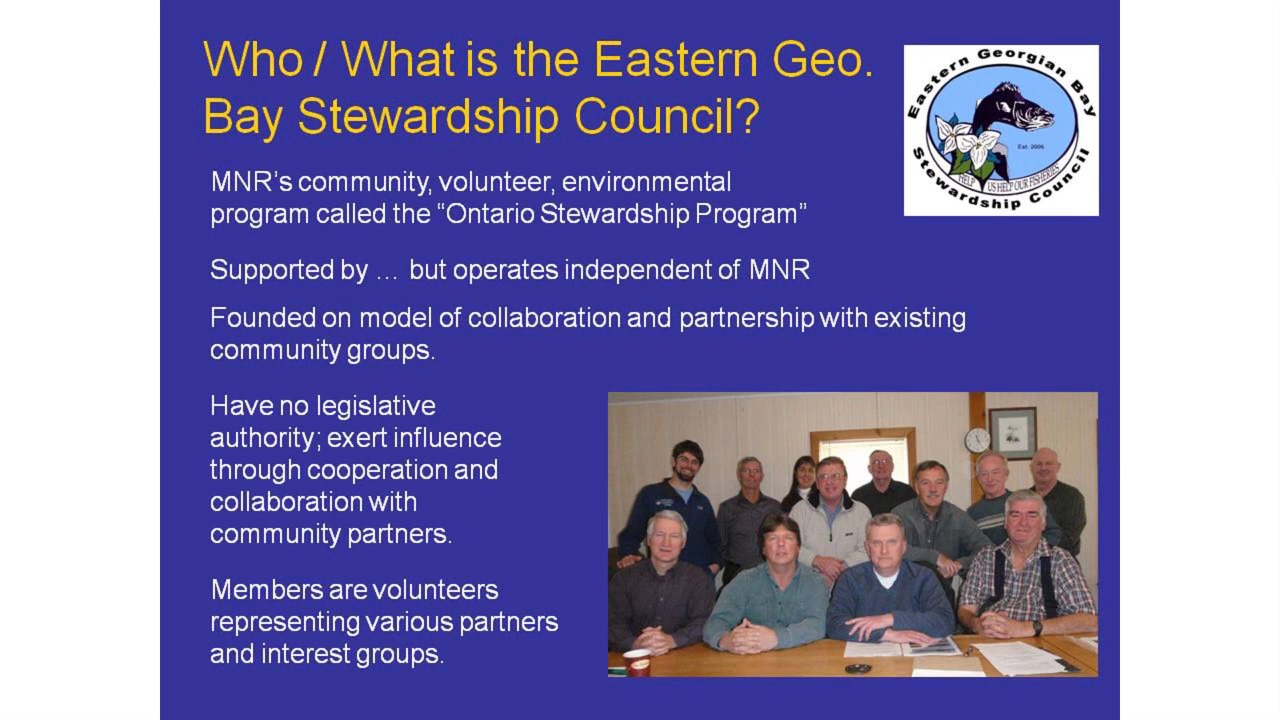 Who / What is the Eastern Geo.
Bay Stewardship Council?
Eastern Georgian Bay
Est. 2006
HELP US HELP OUR FISHERIES
Stewardship Council
MNR's community, volunteer, environmental
program called the “Ontario Stewardship Program”
Supported by … but operates independent of MNR
Founded on model of collaboration and partnership with existing
community groups.
Have no legislative
authority; exert influence
through cooperation and
collaboration with
community partners.
Members are volunteers
representing various partners
and interest groups.